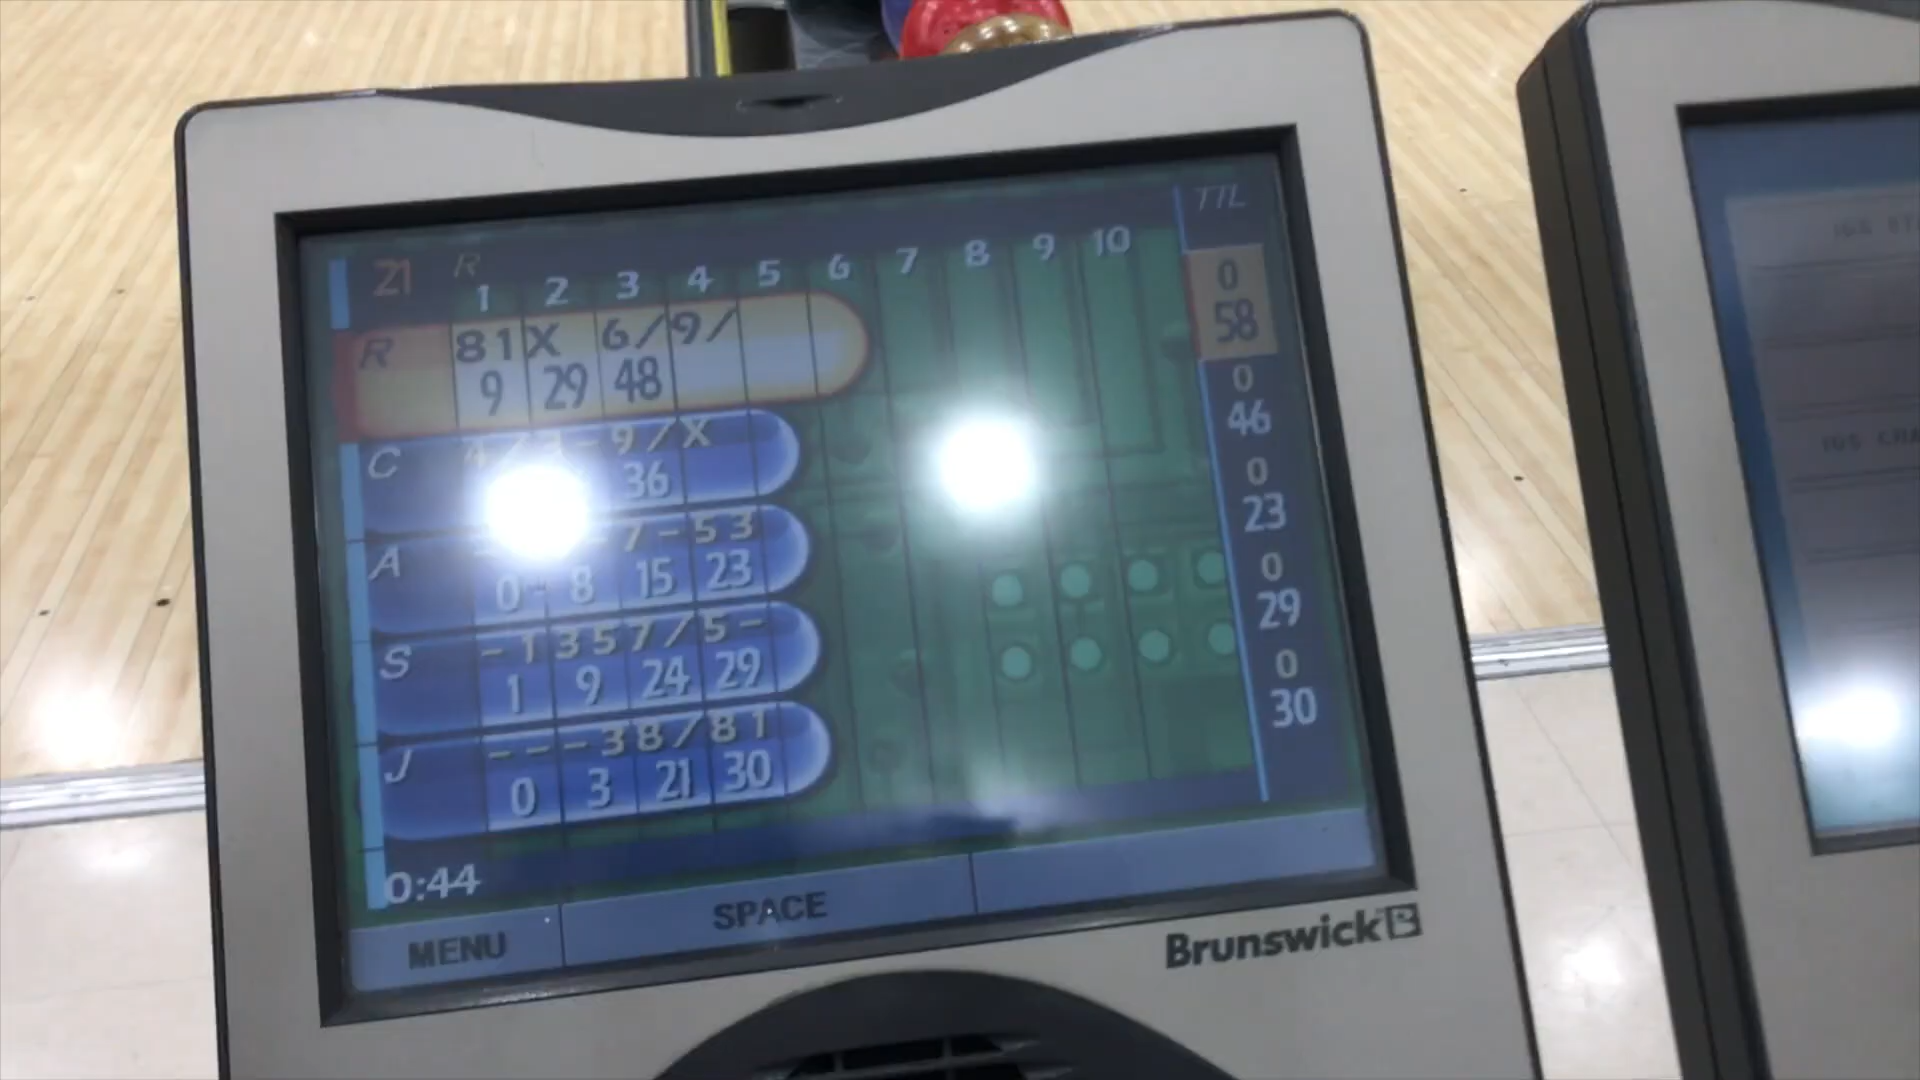 TTL
21 R
1 2 3 4 5 6 7 8 9 10
R 8 1 X 6 / 9 / 0
9 29 48 58
C 4 / 3 - 9 / X 0
36 46
A 7 - 5 3 0
0 8 15 23 23
S - 1 3 5 7 / 5 - 0
1 9 24 29 29
J - - - 3 8 / 8 1 0
0 3 21 30 30
0:44
MENU SPACE
Brunswick B